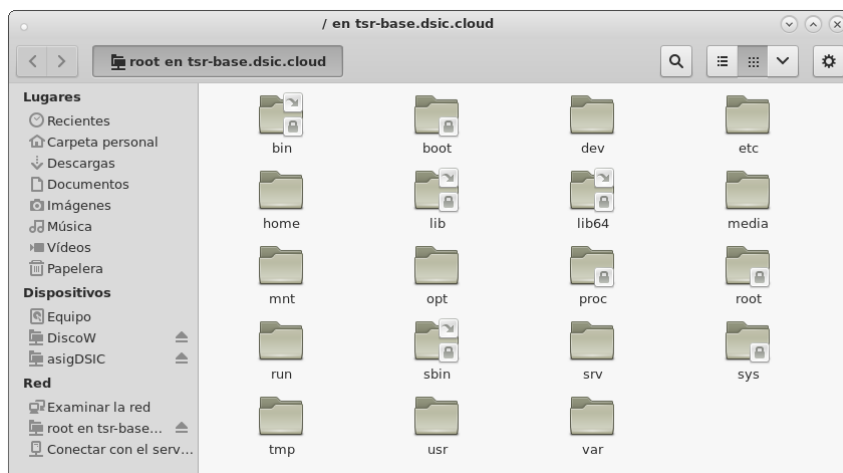 / en tsr-base.dsic.cloud
root en tsr-base.dsic.cloud
Lugares
Recientes
Carpeta personal
Descargas
Documentos
Imágenes
Música
Vídeos
Papelera
Dispositivos
Equipo
DiscoW
asigDSIC
Red
Examinar la red
root en tsr-base...
Conectar con el serv...
bin boot dev etc
home lib lib64 media
mnt opt proc root
run sbin srv sys
tmp usr var